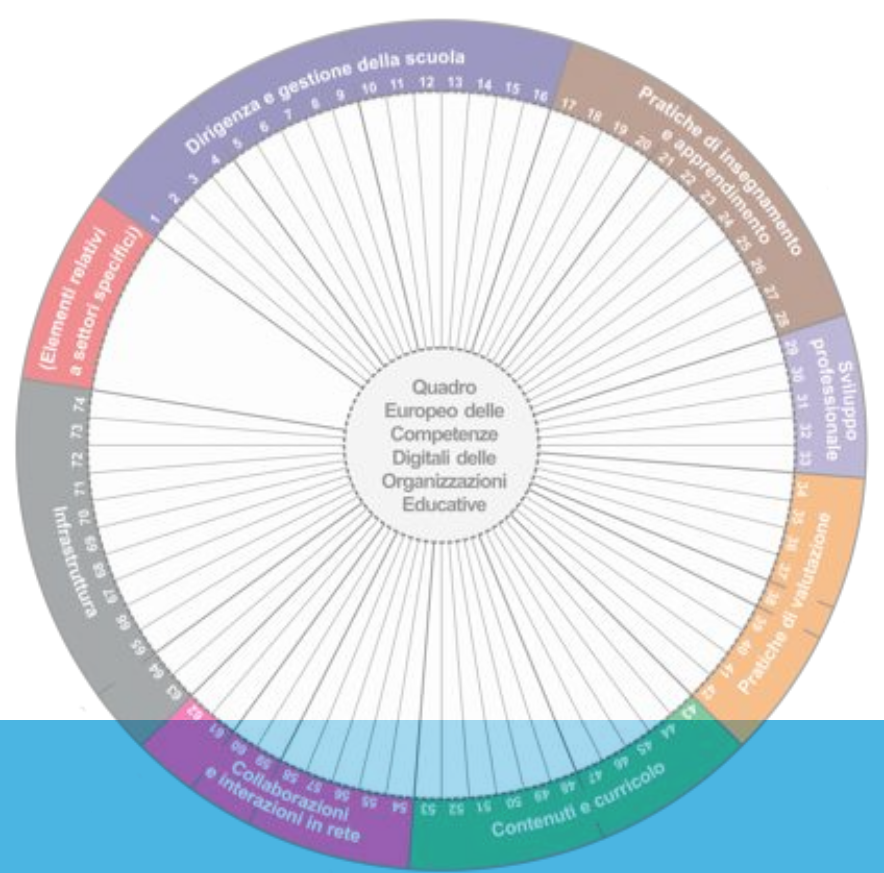 Quadro
Europeo delle
Competenze
Digitali delle
Organizzazioni
Educative
Dirigenza e gestione della scuola
1 2 3 4 5 6 7 8 9 10 11 12 13 14 15 16
Pratiche di insegnamento
e apprendimento
17 18 19 20 21 22 23 24 25 26 27 28
Sviluppo
professionale
29 30 31 32 33
Pratiche di valutazione
34 35 36 37 38 39 40 41 42
Contenuti e curricolo
43 44 45 46 47 48 49 50 51 52 53
Collaborazioni
e interazioni in rete
54 55 56 57 58 59 60 61 62
Infrastruttura
63 64 65 66 67 68 69 70 71 72 73 74
(Elementi relativi
a settori specifici)